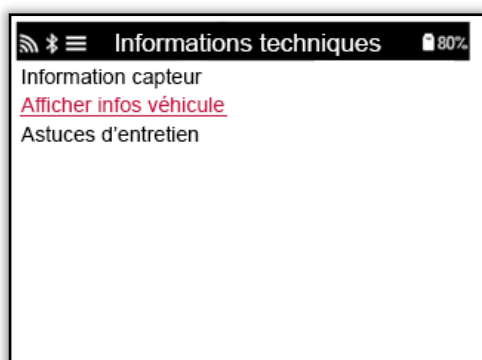 Informations techniques 80%
Information capteur
Afficher infos véhicule
Astuces d'entretien